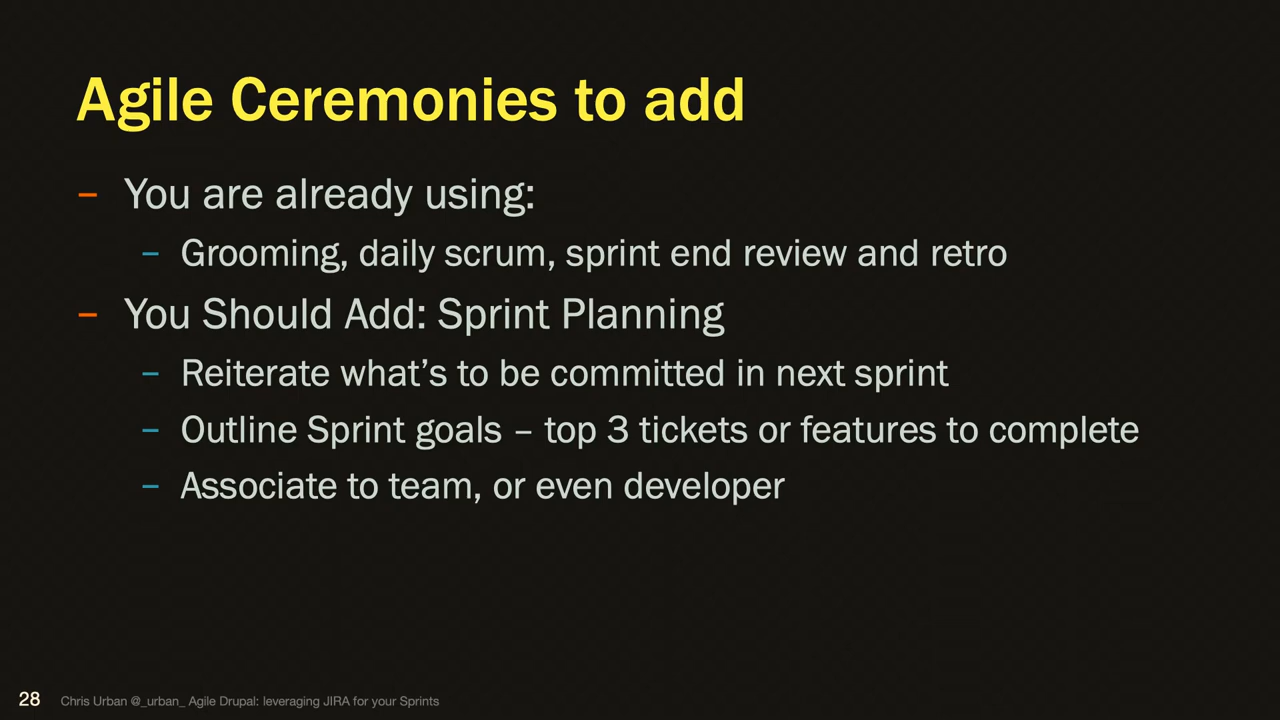 Agile Ceremonies to add
– You are already using:
– Grooming, daily scrum, sprint end review and retro
– You Should Add: Sprint Planning
– Reiterate what’s to be committed in next sprint
– Outline Sprint goals – top 3 tickets or features to complete
– Associate to team, or even developer
28 Chris Urban @_urban_ Agile Drupal: leveraging JIRA for your Sprints